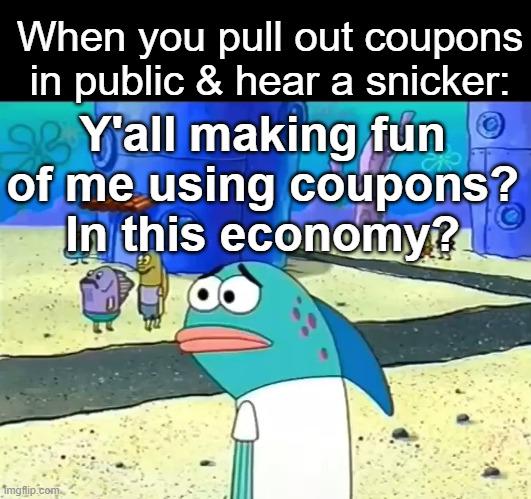 When you pull out coupons
in public & hear a snicker:
Y'all making fun
of me using coupons?
In this economy?
imgflip.com